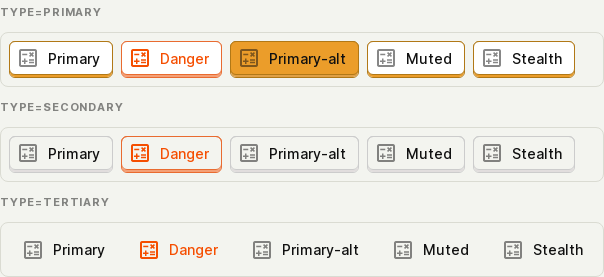 TYPE=PRIMARY
Primary Danger Primary-alt Muted Stealth
TYPE=SECONDARY
Primary Danger Primary-alt Muted Stealth
TYPE=TERTIARY
Primary Danger Primary-alt Muted Stealth